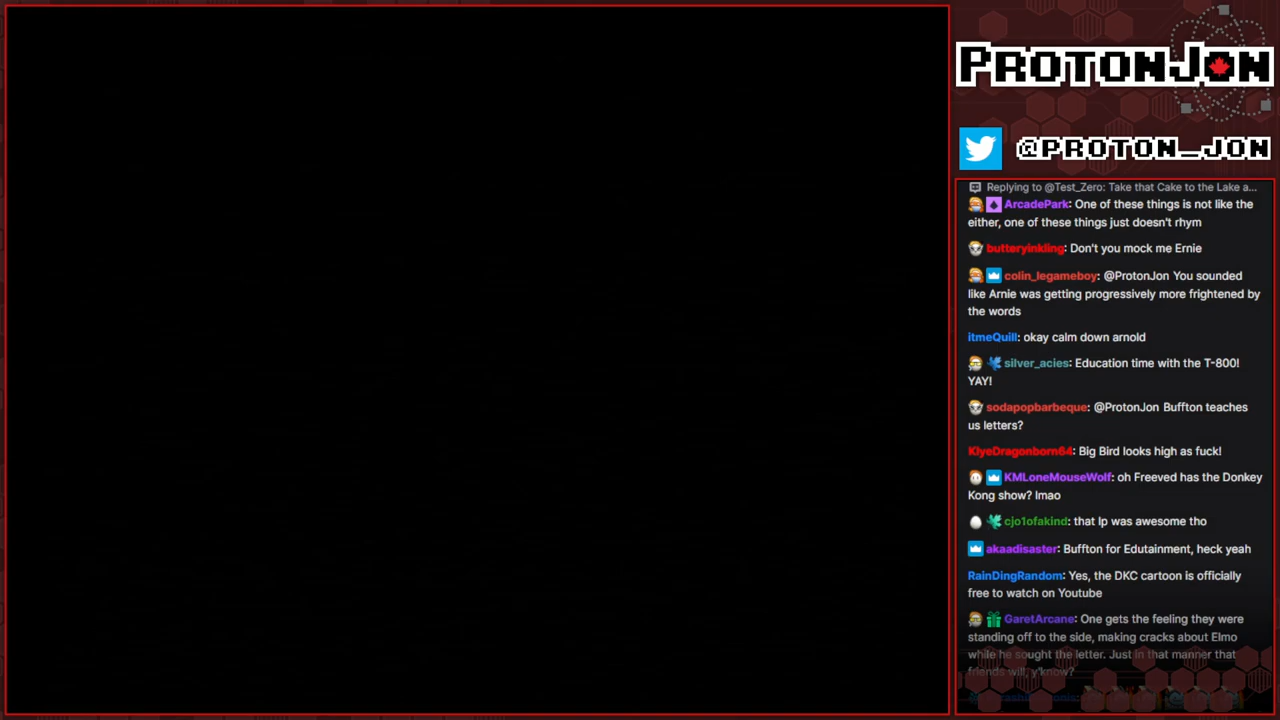 PROTONJON
@PROTON_JON
Replying to @Test_Zero: Take that Cake to the Lake a...
ArcadePark: One of these things is not like the
either, one of these things just doesn't rhym
butteryinkling: Don't you mock me Ernie
colin_legameboy: @ProtonJon You sounded
like Arnie was getting progressively more frightened by
the words
itmeQuill: okay calm down arnold
silver_acies: Education time with the T-800!
YAY!
sodapopbarbeque: @ProtonJon Buffton teaches
us letters?
KlyeDragonborn64: Big Bird looks high as fuck!
KMLoneMouseWolf: oh Freeved has the Donkey
Kong show? lmao
cjo1ofakind: that lp was awesome tho
akaadisaster: Buffton for Edutainment, heck yeah
RainDingRandom: Yes, the DKC cartoon is officially
free to watch on Youtube
GaretArcane: One gets the feeling they were
standing off to the side, making cracks about Elmo
while he sought the letter. Just in that manner that
friends will, y'know?